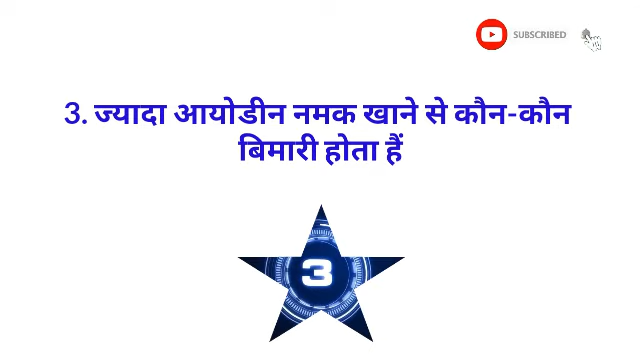 SUBSCRIBED
3. ज्यादा आयोडीन नमक खाने से कौन-कौन
बिमारी होता हैं
3